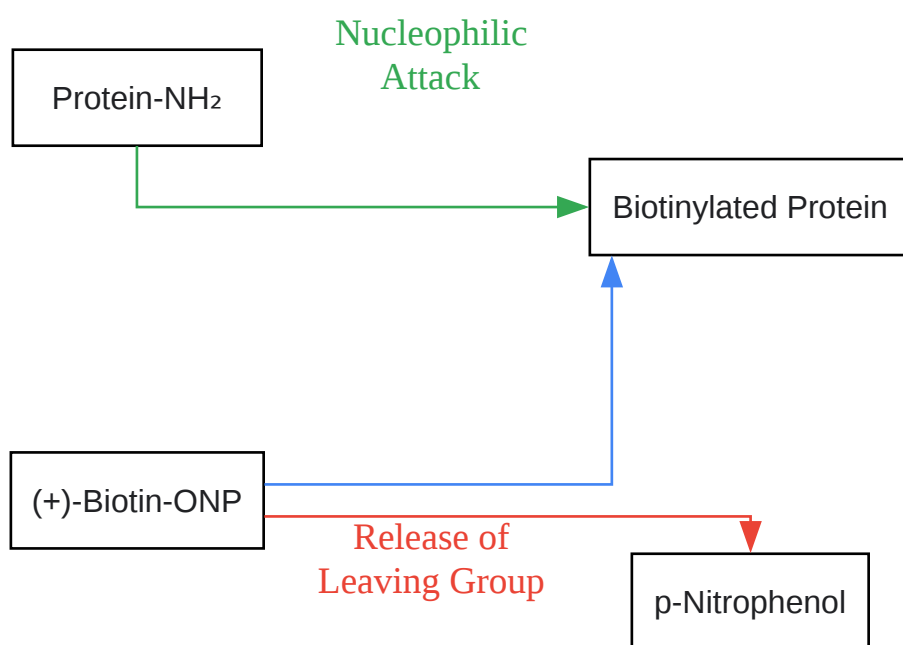 Nucleophilic
Attack
Protein-NH₂
Biotinylated Protein
(+)-Biotin-ONP
Release of
Leaving Group
p-Nitrophenol